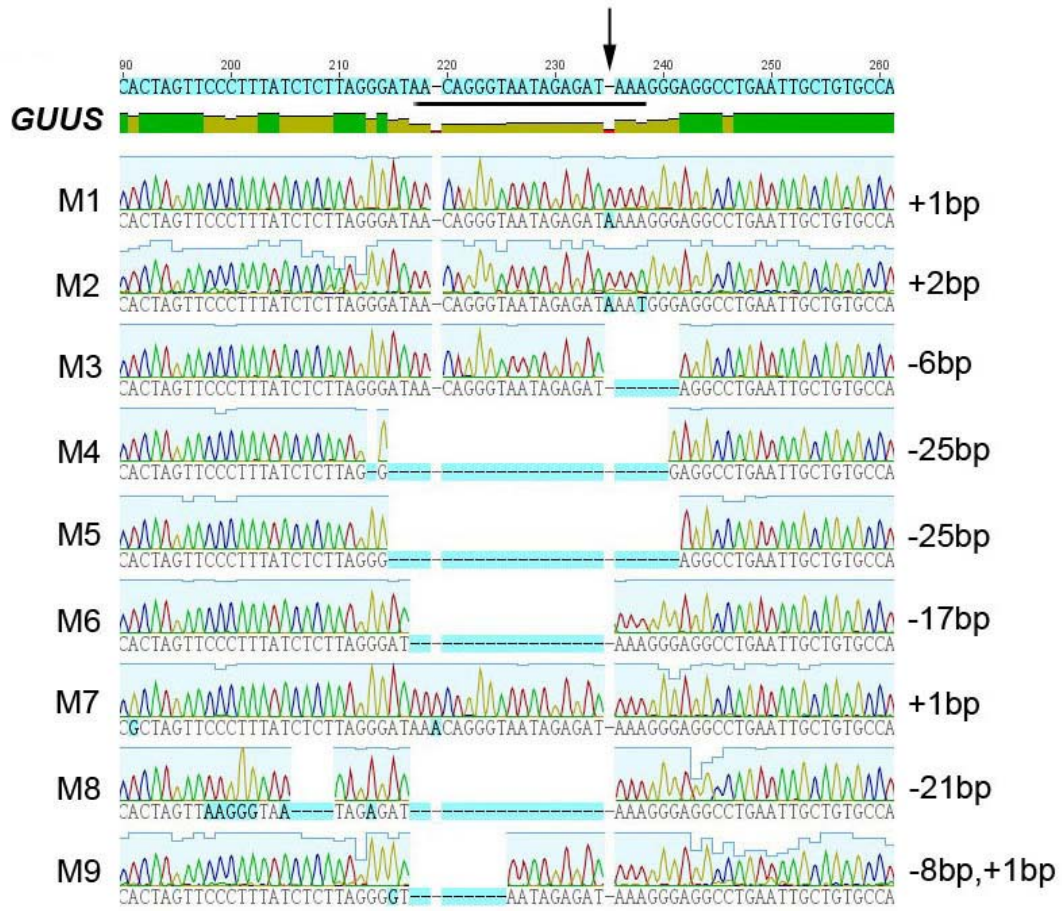 90 200 210 220 230 240 250 260
CACTAGTTCCCTTTATCTCTTAGGGATAA-CAGGGTAATAGAGAT-AAAGGGAGGCCTGAATTGCTGTGCCA
GUUS
M1 +1bp
CACTAGTTCCCTTTATCTCTTAGGGATAA-CAGGGTAATAGAGATAAAAGGGAGGCCTGAATTGCTGTGCCA
M2 +2bp
CACTAGTTCCCTTTATCTCTTAGGGATAA-CAGGGTAATAGAGATAAATGGGAGGCCTGAATTGCTGTGCCA
M3 -6bp
CACTAGTTCCCTTTATCTCTTAGGGATAA-CAGGGTAATAGAGAT-------AGGCCTGAATTGCTGTGCCA
M4 -25bp
CACTAGTTCCCTTTATCTCTTAG-G--------------------------GAGGCCTGAATTGCTGTGCCA
M5 -25bp
CACTAGTTCCCTTTATCTCTTAGGG---------------------------AGGCCTGAATTGCTGTGCCA
M6 -17bp
CACTAGTTCCCTTTATCTCTTAGGGAT-------------------AAAGGGAGGCCTGAATTGCTGTGCCA
M7 +1bp
CGCTAGTTCCCTTTATCTCTTAGGGATAAACAGGGTAATAGAGAT-AAAGGGAGGCCTGAATTGCTGTGCCA
M8 -21bp
CACTAGTTAAGGGTAA----TAGAGAT-------------------AAAGGGAGGCCTGAATTGCTGTGCCA
M9 -8bp,+1bp
CACTAGTTCCCTTTATCTCTTAGGGGT---------AATAGAGAT-AAAGGGAGGCCTGAATTGCTGTGCCA